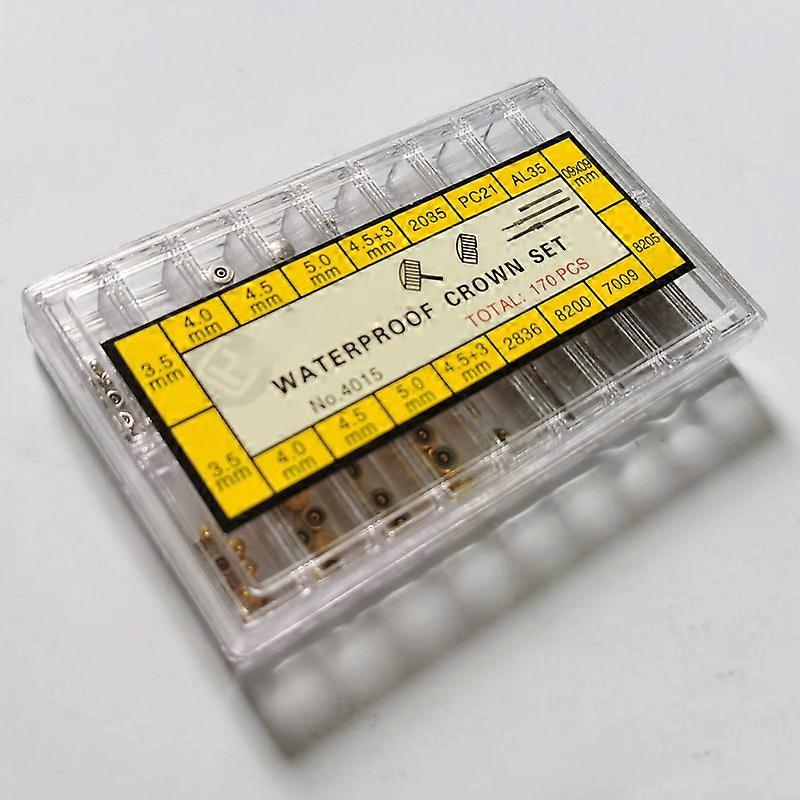 3.5
mm
4.0
mm
4.5
mm
5.0
mm
4.5+3
mm
2035
PC21
AL35
09x09
mm
WATERPROOF CROWN SET
No.4015
TOTAL: 170 PCS
3.5
mm
4.0
mm
4.5
mm
5.0
mm
4.5+3
mm
2836
8200
7009
8205